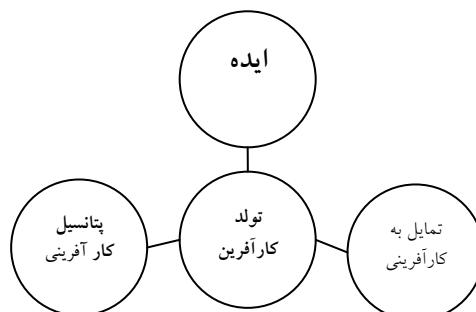 ایده
تولد
کارآفرین
تمایل به
کارآفرینی
پتانسیل
کار آفرینی